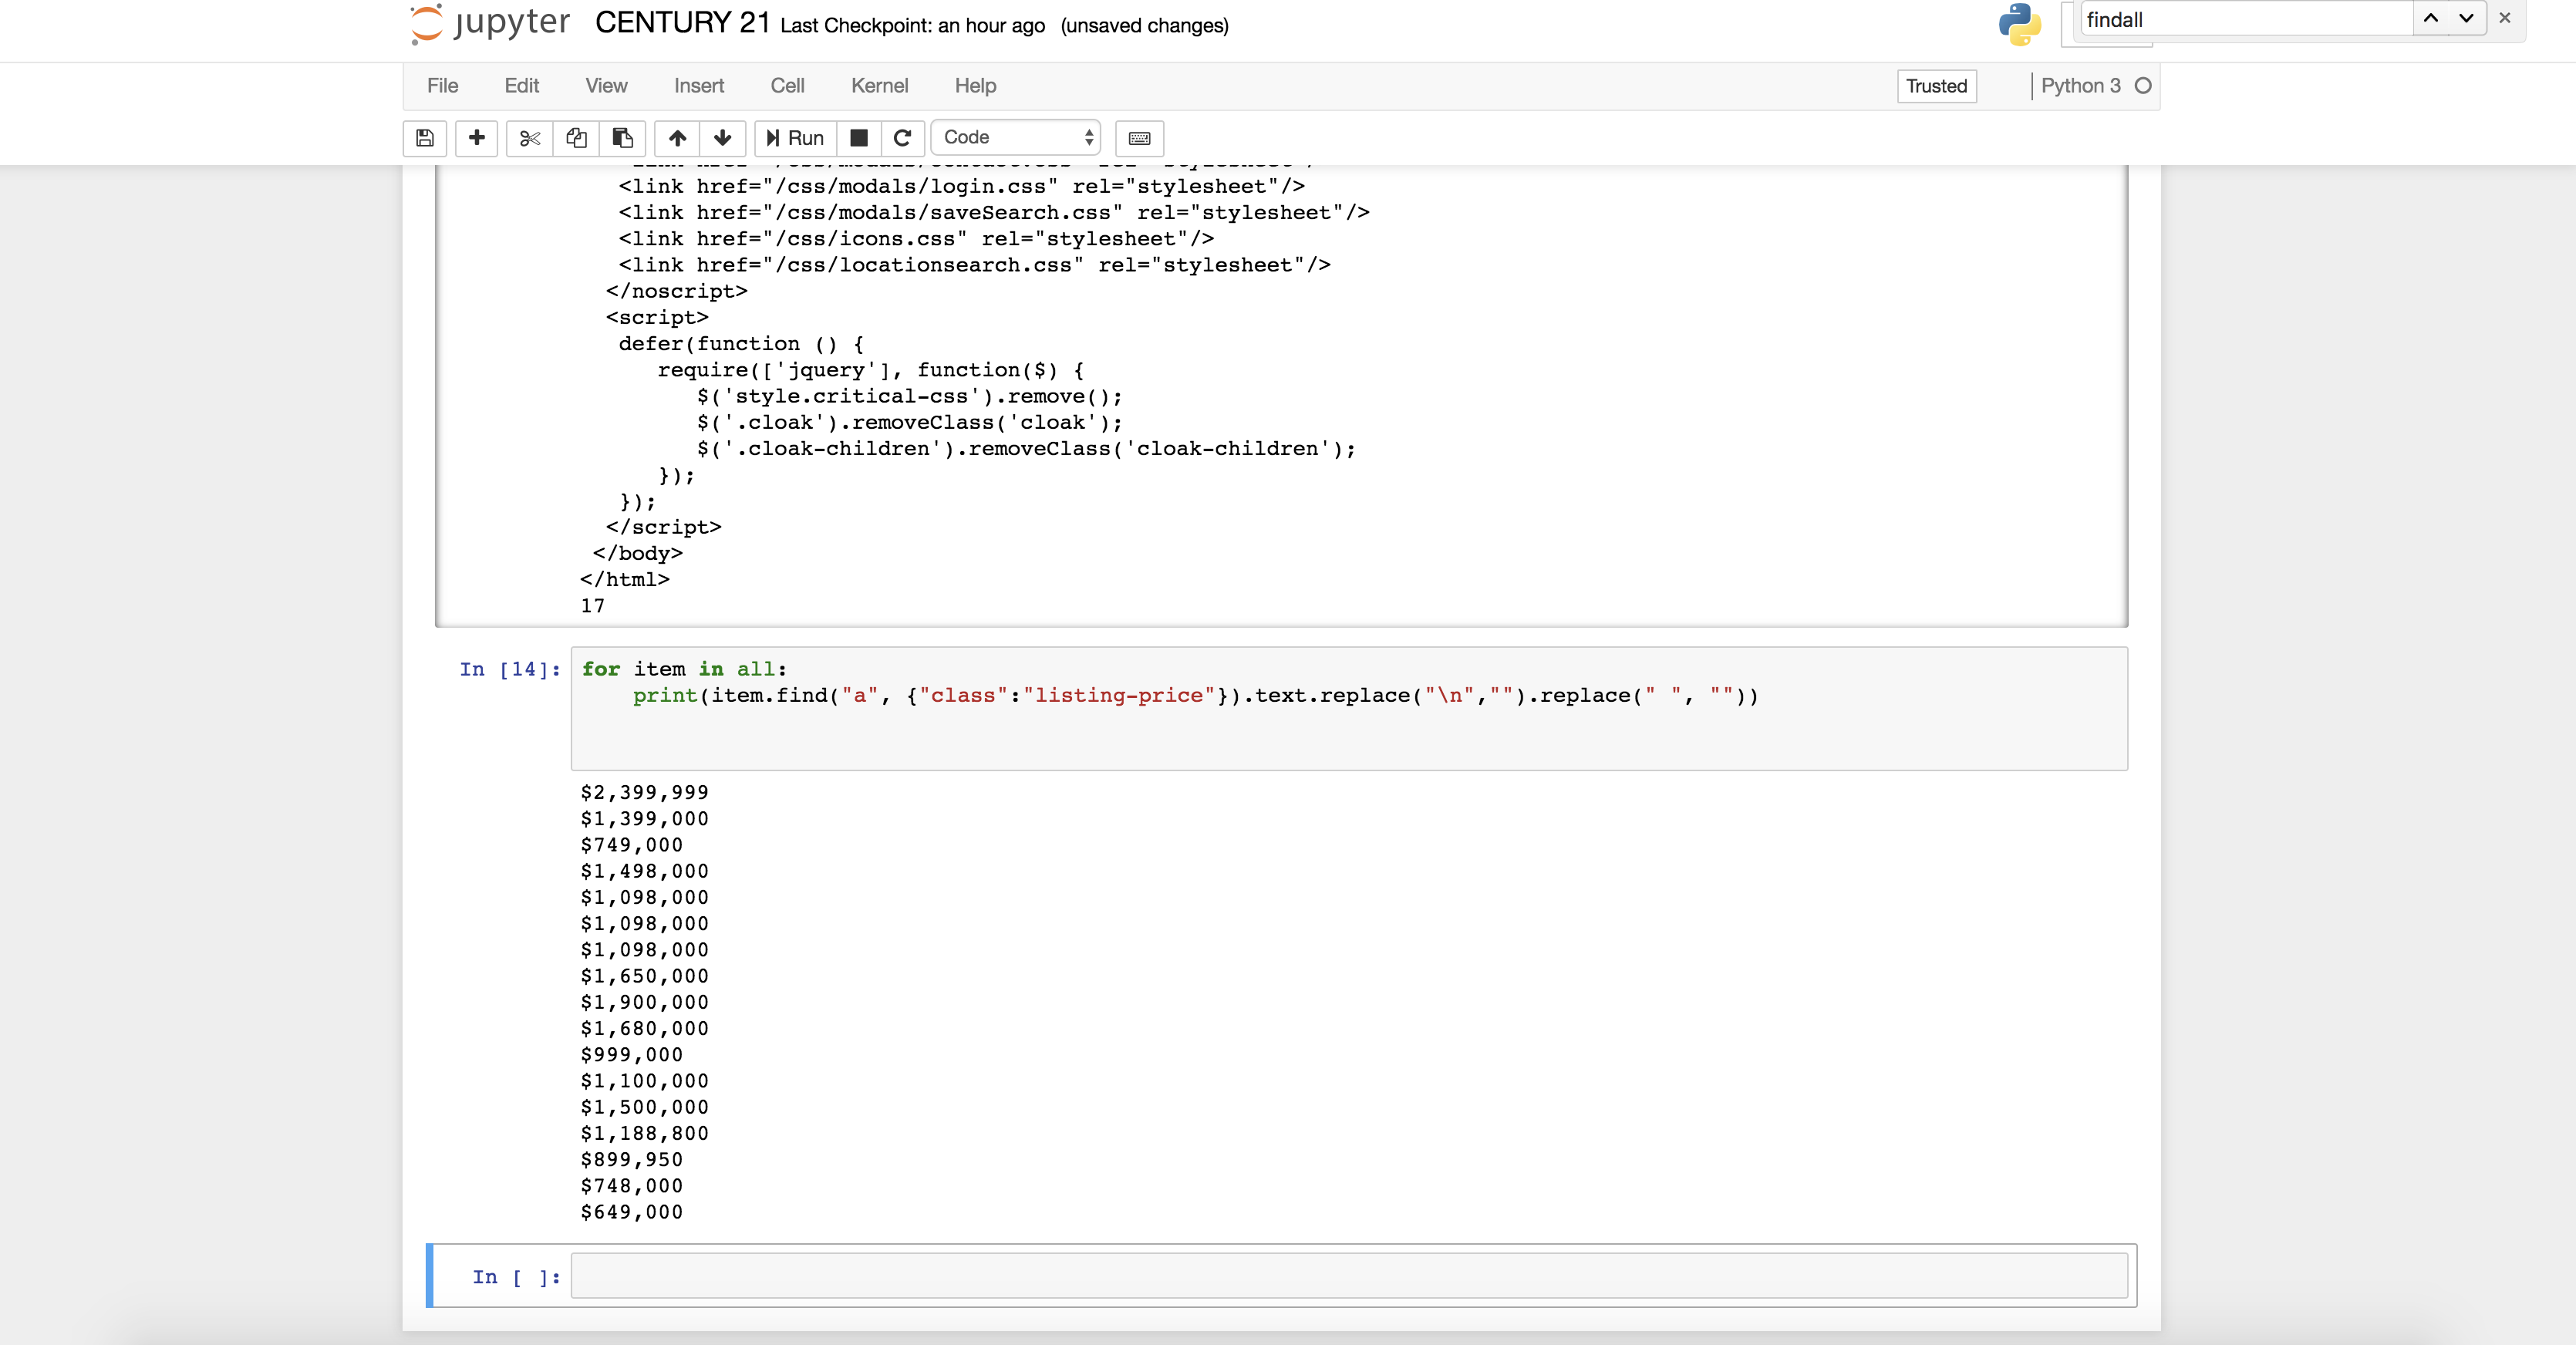 jupyter CENTURY 21 Last Checkpoint: an hour ago (unsaved changes)
findall
File Edit View Insert Cell Kernel Help Trusted Python 3
Run Code
<link href="/css/modals/login.css" rel="stylesheet"/>
<link href="/css/modals/saveSearch.css" rel="stylesheet"/>
<link href="/css/icons.css" rel="stylesheet"/>
<link href="/css/locationsearch.css" rel="stylesheet"/>
</noscript>
<script>
defer(function () {
require(['jquery'], function($) {
$('style.critical-css').remove();
$('.cloak').removeClass('cloak');
$('.cloak-children').removeClass('cloak-children');
});
});
</script>
</body>
</html>
17
In [14]: for item in all:
print(item.find("a", {"class":"listing-price"}).text.replace("\n","").replace(" ", ""))
$2,399,999
$1,399,000
$749,000
$1,498,000
$1,098,000
$1,098,000
$1,098,000
$1,650,000
$1,900,000
$1,680,000
$999,000
$1,100,000
$1,500,000
$1,188,800
$899,950
$748,000
$649,000
In [ ]: